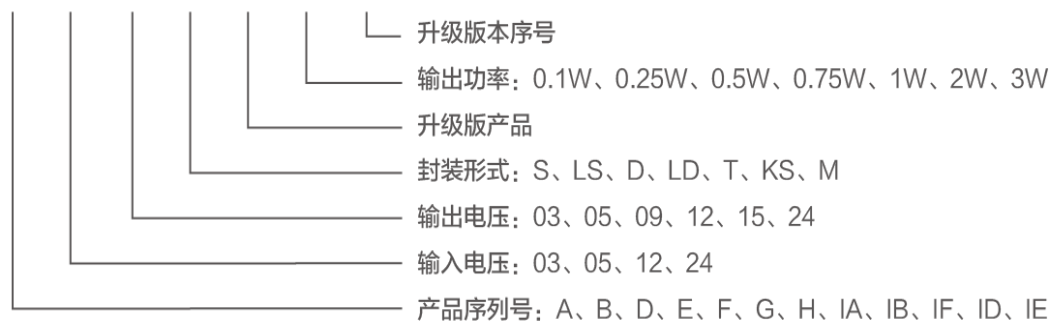 升级版本序号
输出功率：0.1W、0.25W、0.5W、0.75W、1W、2W、3W
升级版产品
封装形式：S、LS、D、LD、T、KS、M
输出电压：03、05、09、12、15、24
输入电压：03、05、12、24
产品序列号：A、B、D、E、F、G、H、IA、IB、IF、ID、IE